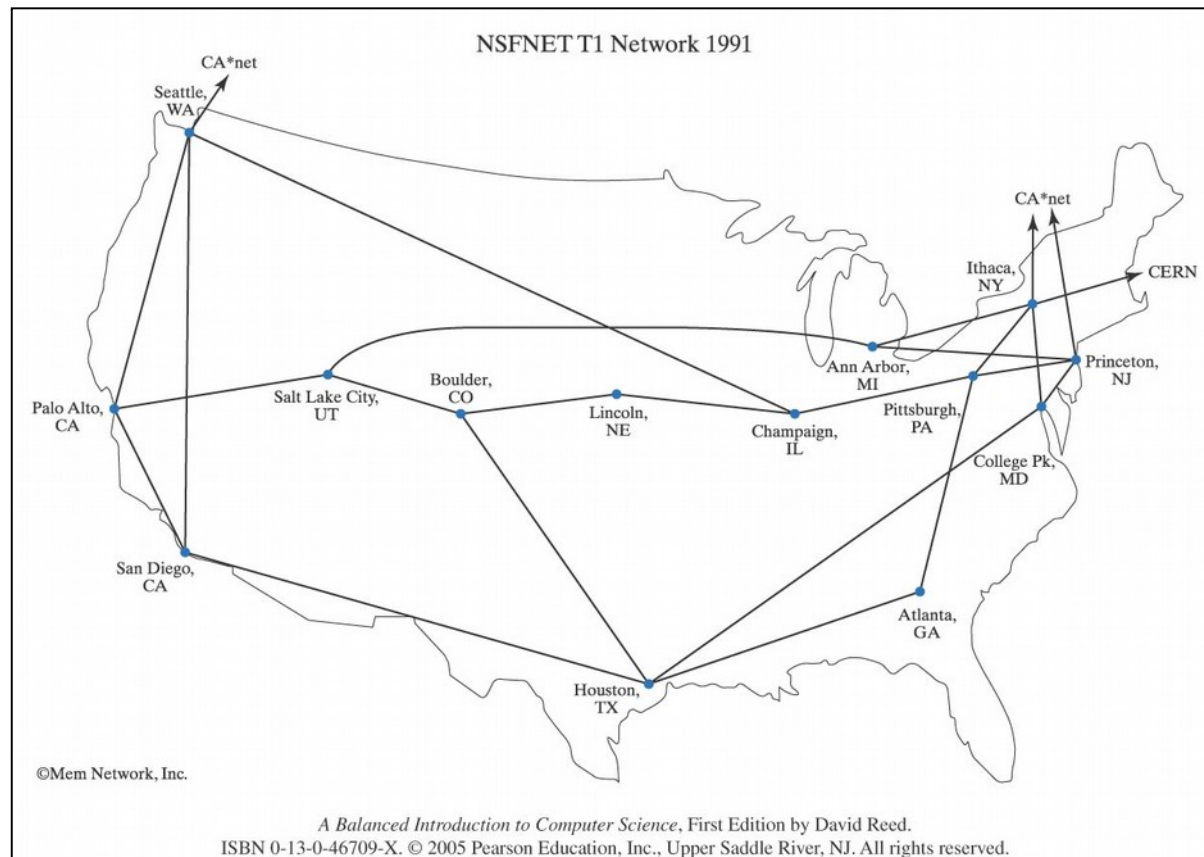 NSFNET T1 Network 1991
CA*net
Seattle,
WA
CA*net
Ithaca,
NY
CERN
Ann Arbor,
MI
Princeton,
NJ
Boulder,
CO
Salt Lake City,
UT
Palo Alto,
CA
Lincoln,
NE
Champaign,
IL
Pittsburgh,
PA
College Pk,
MD
San Diego,
CA
Atlanta,
GA
Houston,
TX
©Mem Network, Inc.
A Balanced Introduction to Computer Science, First Edition by David Reed.
ISBN 0-13-0-46709-X. © 2005 Pearson Education, Inc., Upper Saddle River, NJ. All rights reserved.